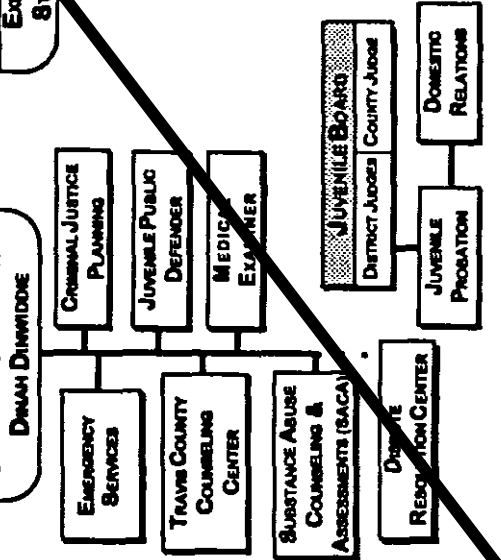 DINAH DINWIDDIE
EMERGENCY
SERVICES
CRIMINAL JUSTICE
PLANNING
TRAVIS COUNTY
COUNSELING
CENTER
JUVENILE PUBLIC
DEFENDER
MEDICAL
EXAMINER
SUBSTANCE ABUSE
COUNSELING &
ASSESSMENTS (SACA)
DISPUTE
RESOLUTION CENTER
JUVENILE BOARD
DISTRICT JUDGES COUNTY JUDGE
JUVENILE
PROBATION
DOMESTIC
RELATIONS